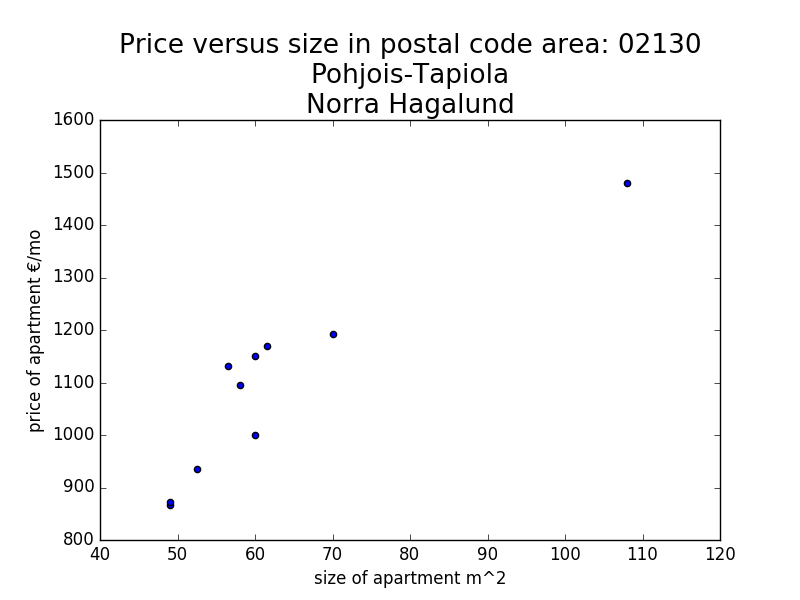 Price versus size in postal code area: 02130
Pohjois-Tapiola
Norra Hagalund
1600
1500
1400
1300
1200
1100
1000
900
800
price of apartment €/mo
40 50 60 70 80 90 100 110 120
size of apartment m^2